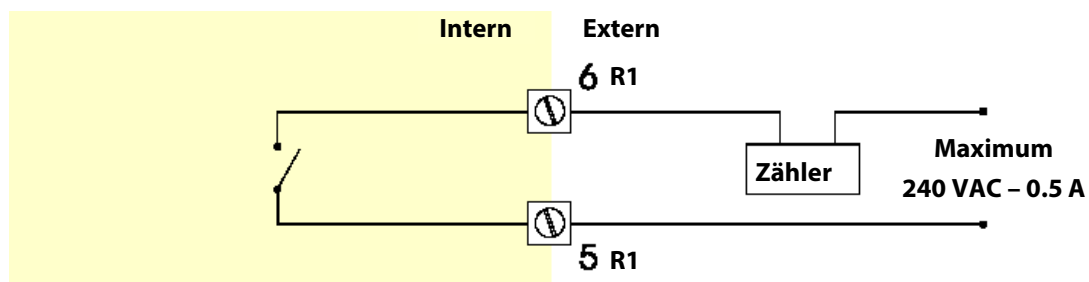 Intern Extern
6 R1
Zähler
Maximum
240 VAC – 0.5 A
5 R1